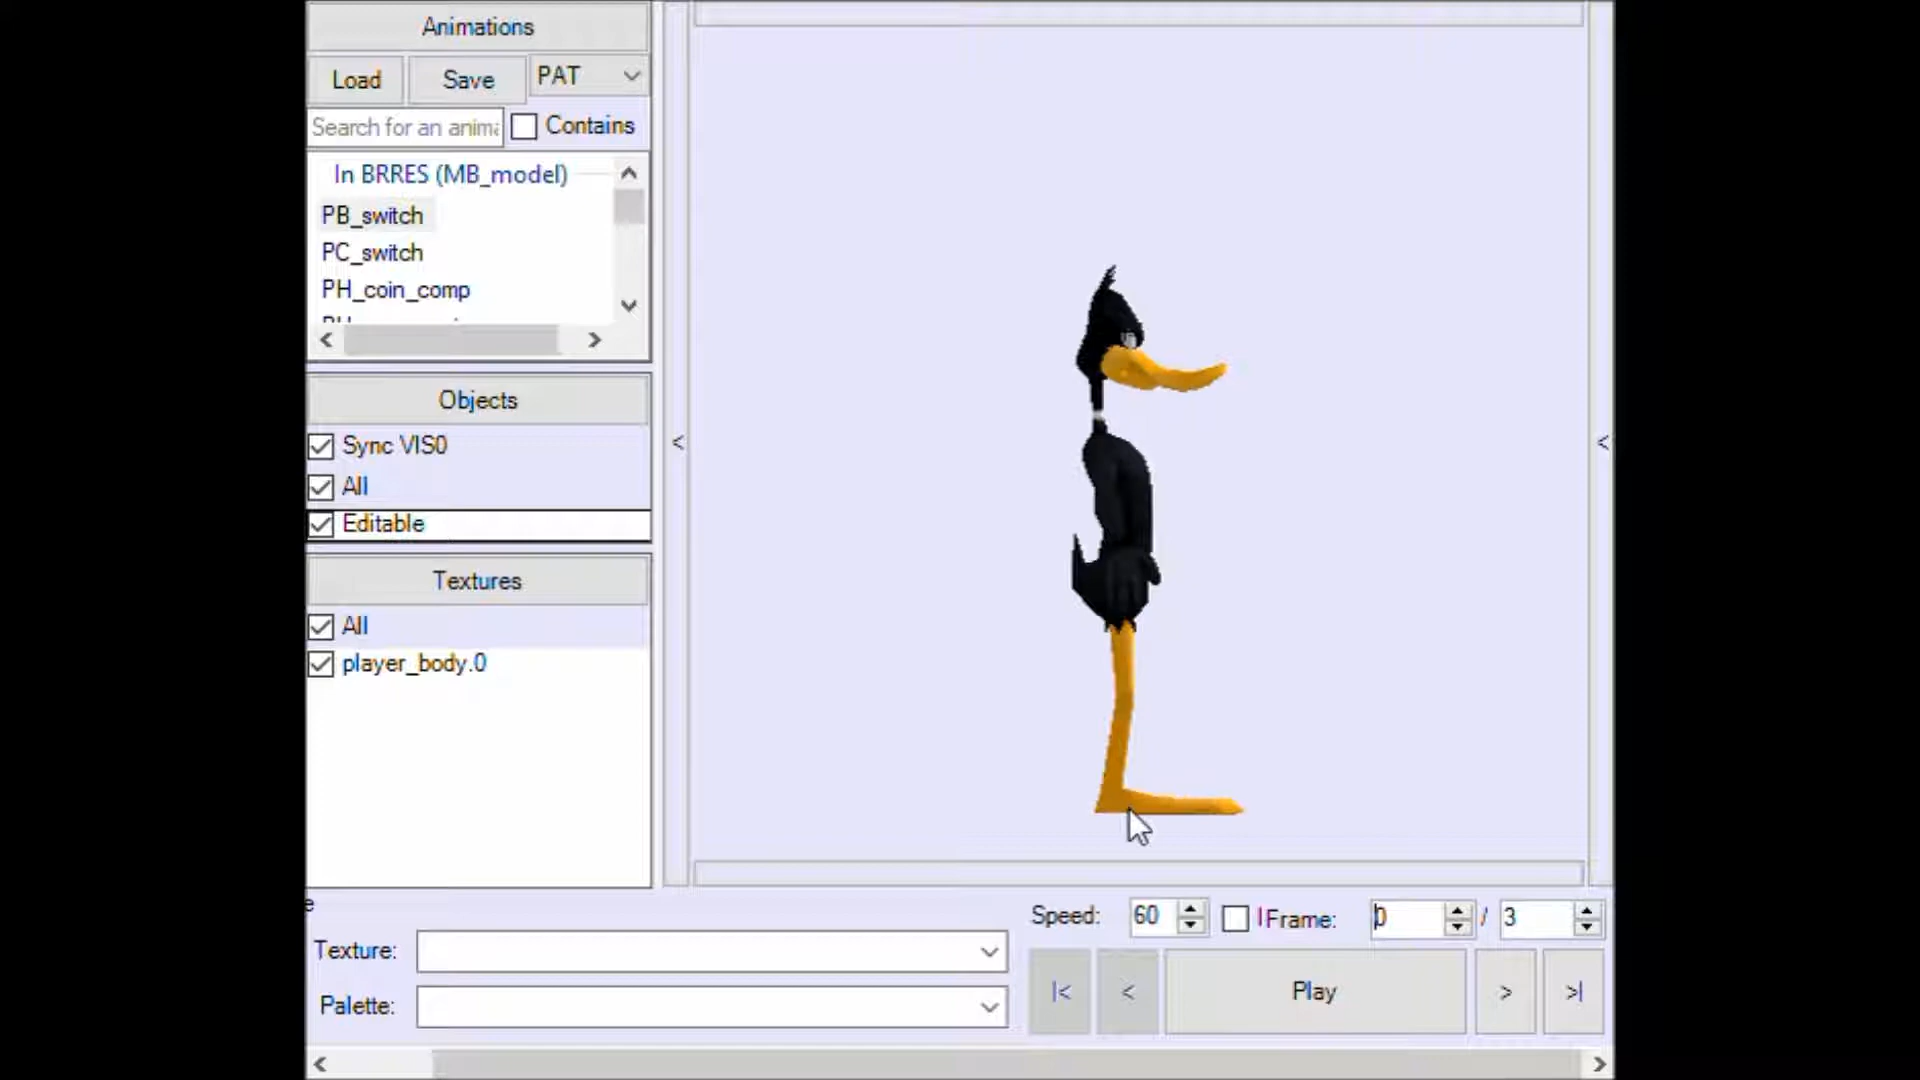 Animations
Load Save PAT
Search for an anima Contains
In BRRES (MB_model)
PB_switch
PC_switch
PH_coin_comp
Objects
Sync VIS0
All
Editable
Textures
All
player_body.0
<
<
e
Speed: 60 Frame: 0 / 3
Texture:
Palette:
|< < Play > >|